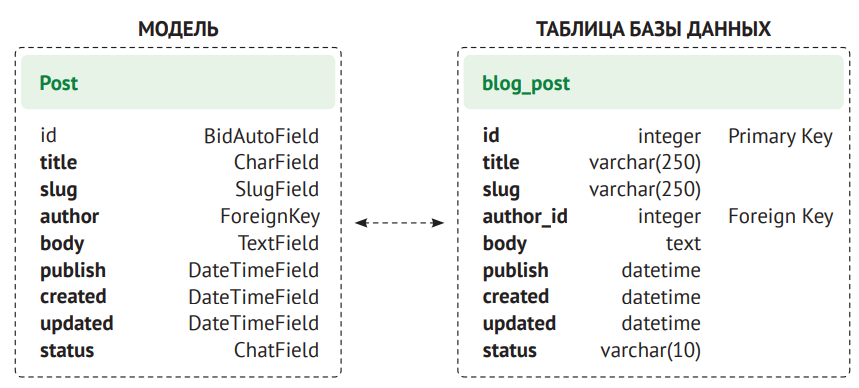 МОДЕЛЬ
Post
id BidAutoField
title CharField
slug SlugField
author ForeignKey
body TextField
publish DateTimeField
created DateTimeField
updated DateTimeField
status ChatField
ТАБЛИЦА БАЗЫ ДАННЫХ
blog_post
id integer Primary Key
title varchar(250)
slug varchar(250)
author_id integer Foreign Key
body text
publish datetime
created datetime
updated datetime
status varchar(10)